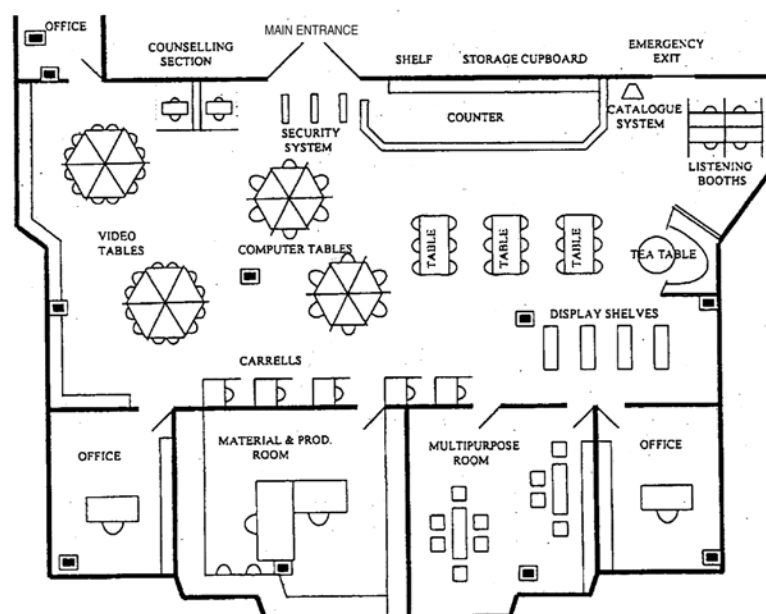 OFFICE
COUNSELLING
SECTION
MAIN ENTRANCE
SHELF
STORAGE CUPBOARD
EMERGENCY
EXIT
SECURITY
SYSTEM
COUNTER
CATALOGUE
SYSTEM
LISTENING
BOOTHS
VIDEO
TABLES
COMPUTER TABLES
TABLE
TABLE
TABLE
TEA TABLE
DISPLAY SHELVES
CARRELLS
OFFICE
MATERIAL & PROD.
ROOM
MULTIPURPOSE
ROOM
OFFICE